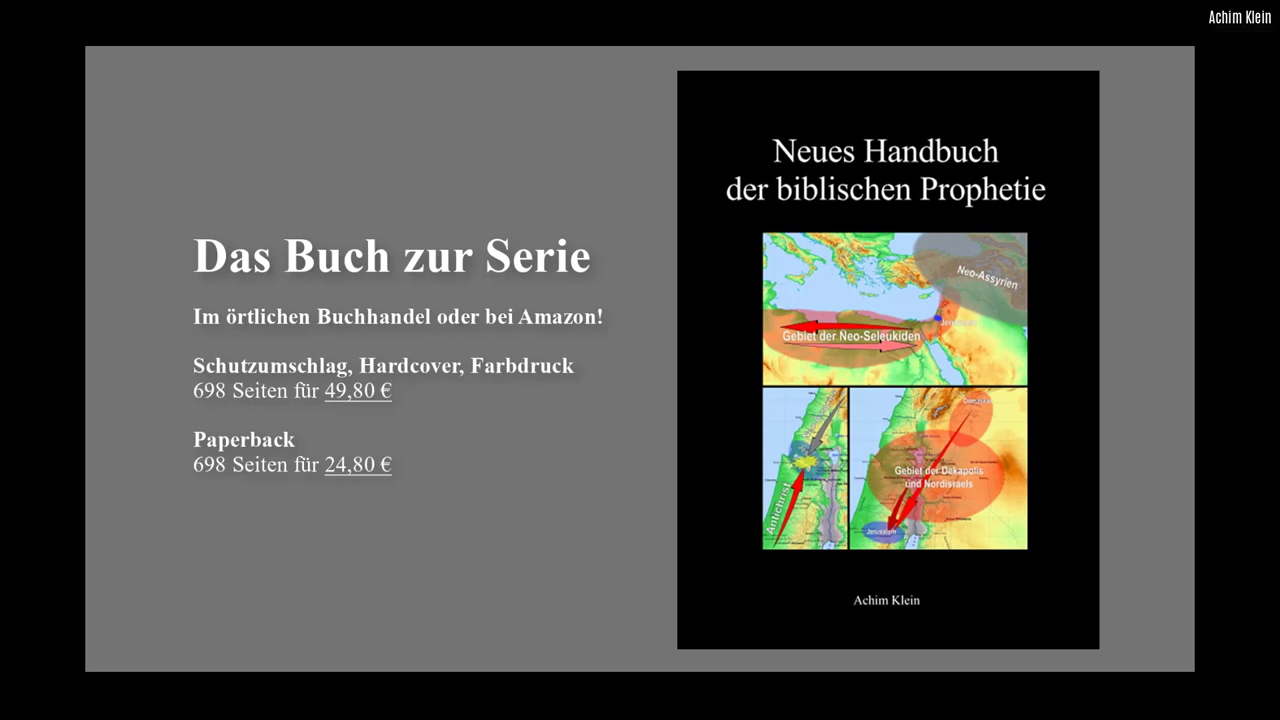 Achim Klein
Das Buch zur Serie
Im örtlichen Buchhandel oder bei Amazon!
Schutzumschlag, Hardcover, Farbdruck
698 Seiten für 49,80 €
Paperback
698 Seiten für 24,80 €
Neues Handbuch
der biblischen Prophetie
Neo-Assyrien
Jerusalem
Gebiet der Neo-Seleukiden
Damaskus
Gebiet der Dekapolis
und Nordisraels
Antichrist
Jerusalem
Achim Klein